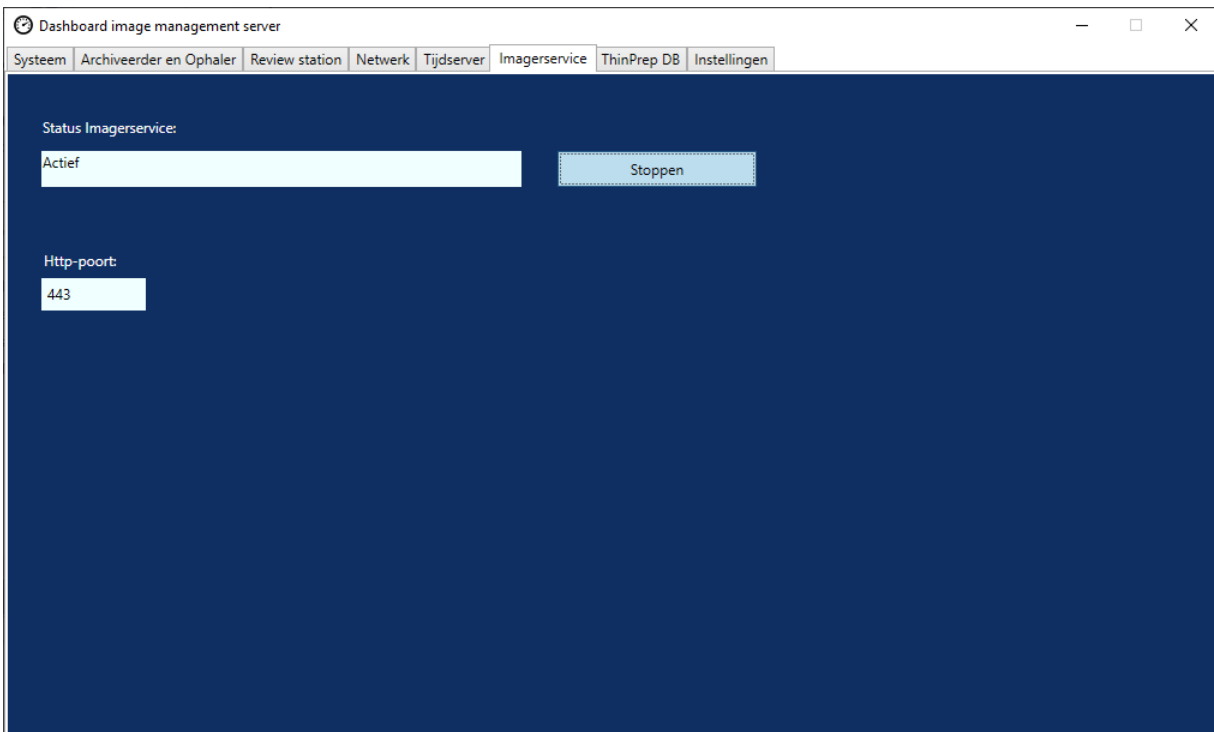 Dashboard image management server
Systeem Archiveerder en Ophaler Review station Netwerk Tijdserver Imagerservice ThinPrep DB Instellingen
Status Imagerservice:
Actief Stoppen
Http-poort:
443